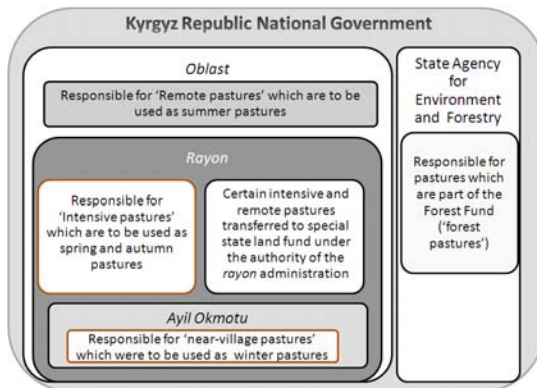 Kyrgyz Republic National Government
Oblast
Responsible for ‘Remote pastures’ which are to be
used as summer pastures
Rayon
Responsible for
‘Intensive pastures’
which are to be used as
spring and autumn
pastures
Certain intensive and
remote pastures
transferred to special
state land fund under
the authority of the
rayon administration
Ayil Okmotu
Responsible for ‘near-village pastures’
which were to be used as winter pastures
State Agency
for
Environment
and Forestry
Responsible for
pastures which
are part of the
Forest Fund
(‘forest
pastures’)